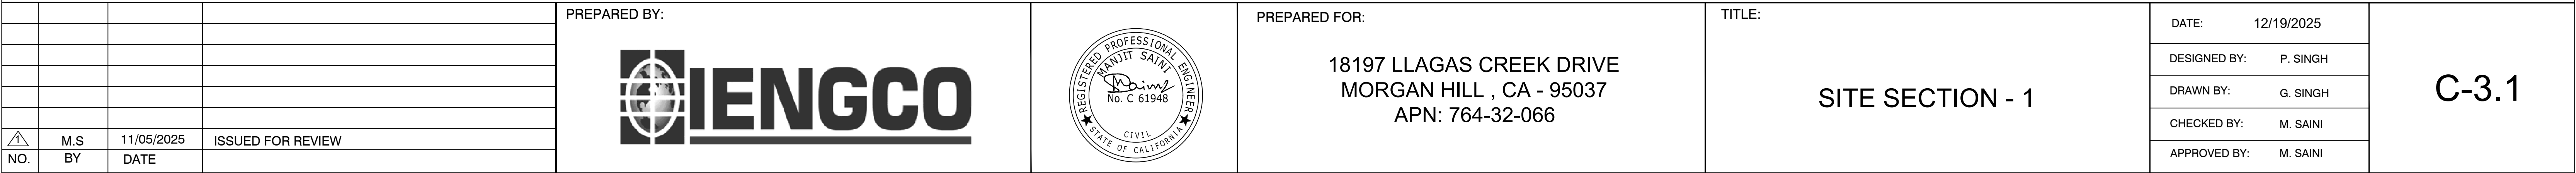 1 M.S 11/05/2025 ISSUED FOR REVIEW
NO. BY DATE
PREPARED BY:
IENGCO
REGISTERED PROFESSIONAL ENGINEER
MANJIT SAINI
No. C 61948
CIVIL
STATE OF CALIFORNIA
PREPARED FOR:
18197 LLAGAS CREEK DRIVE
MORGAN HILL , CA - 95037
APN: 764-32-066
TITLE:
SITE SECTION - 1
DATE: 12/19/2025
DESIGNED BY: P. SINGH
DRAWN BY: G. SINGH
CHECKED BY: M. SAINI
APPROVED BY: M. SAINI
C-3.1